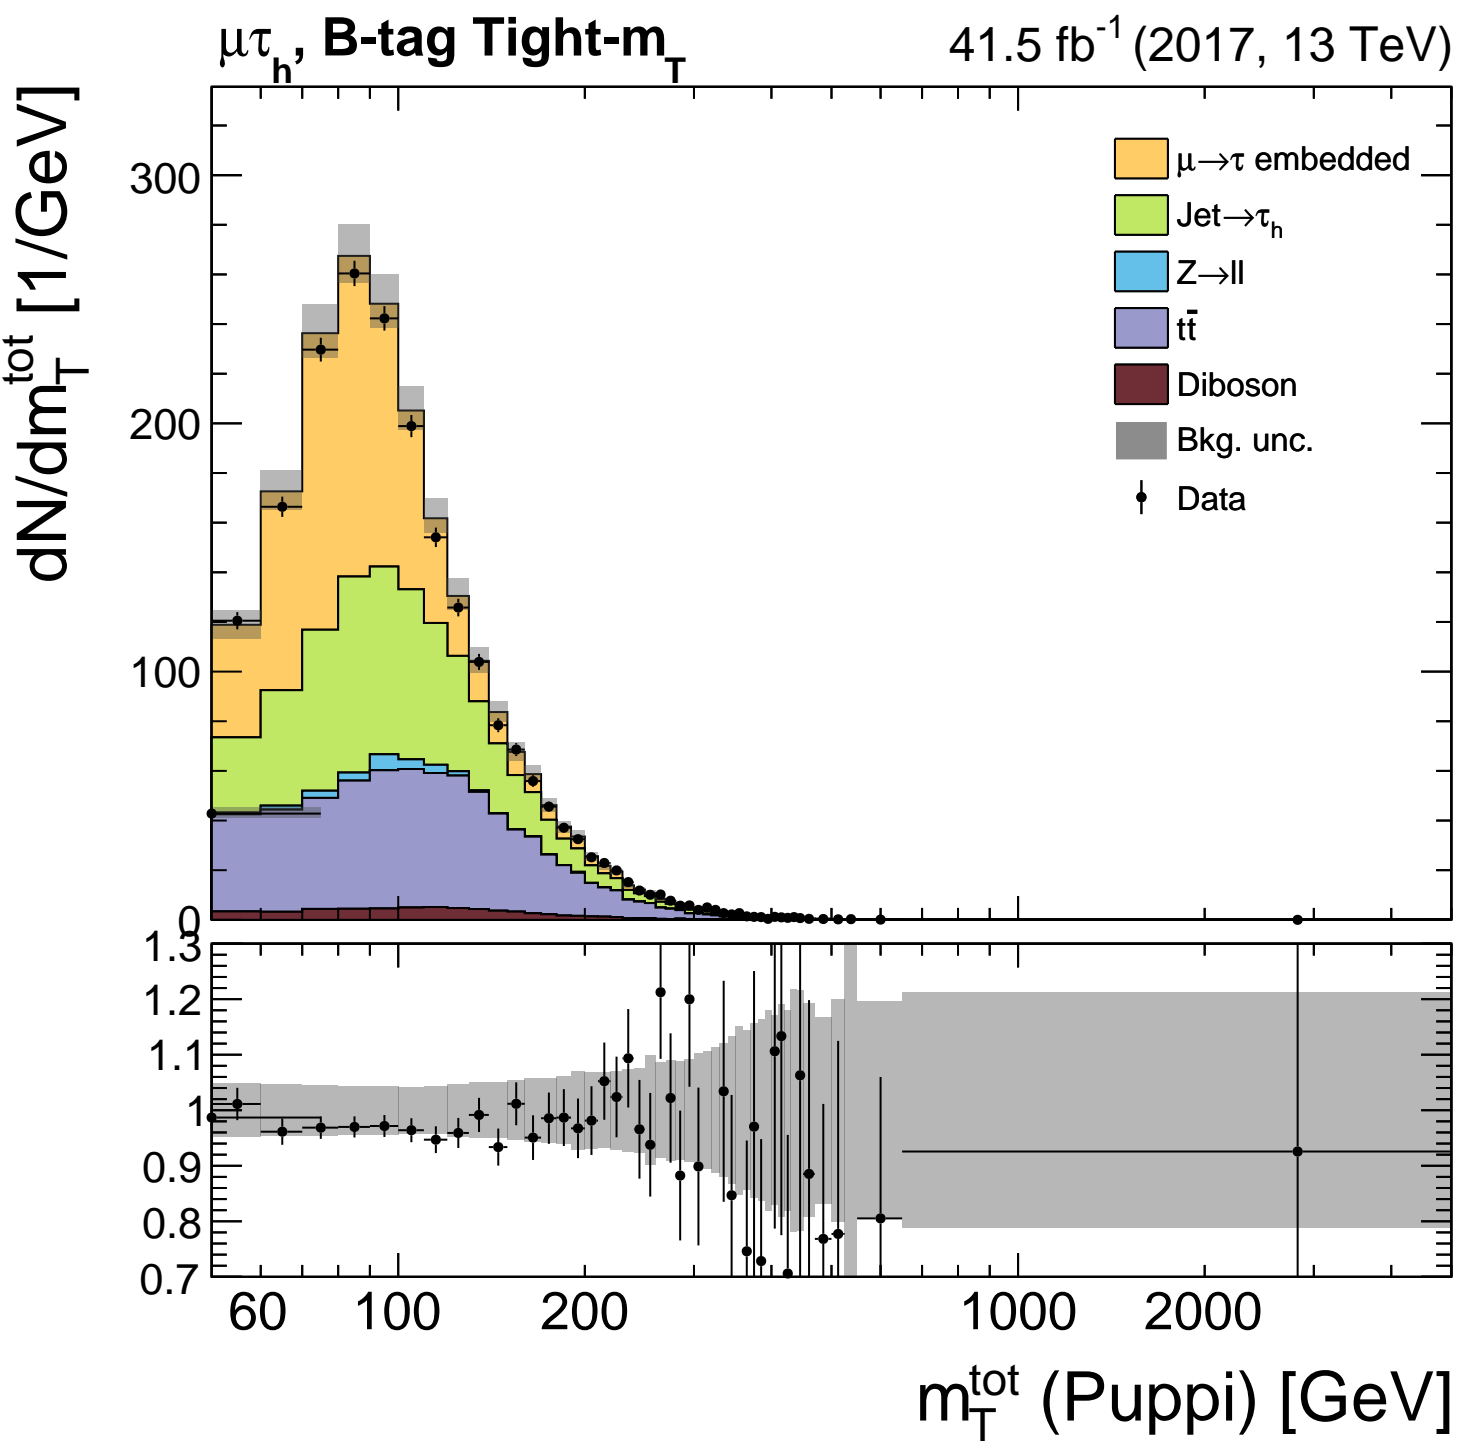 μτh, B-tag Tight-mT
41.5 fb-1 (2017, 13 TeV)
dN/dmTtot [1/GeV]
300
200
100
0
μ→τ embedded
Jet→τh
Z→ll
tt̄
Diboson
Bkg. unc.
Data
1.3
1.2
1.1
1
0.9
0.8
0.7
60 100 200 1000 2000
mTtot (Puppi) [GeV]